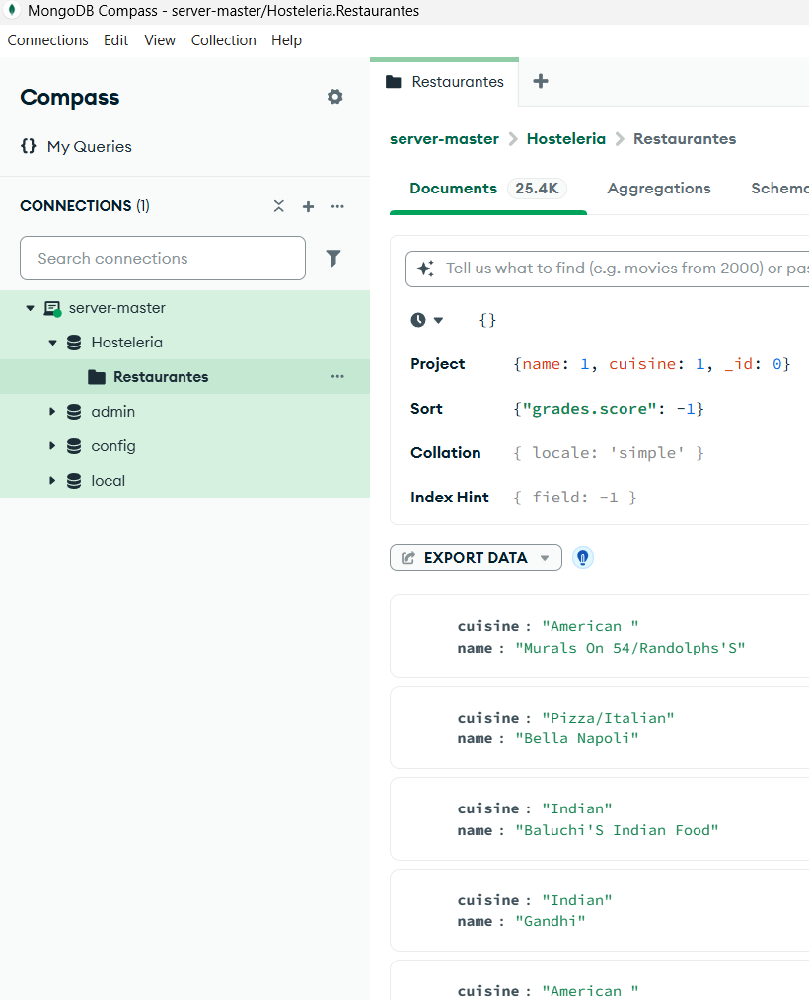 MongoDB Compass - server-master/Hosteleria.Restaurantes
Connections Edit View Collection Help
Compass
{} My Queries
CONNECTIONS (1)
Search connections
server-master
Hosteleria
Restaurantes
admin
config
local
Restaurantes
server-master > Hosteleria > Restaurantes
Documents 25.4K Aggregations Schema
Tell us what to find (e.g. movies from 2000) or pas
{}
Project {name: 1, cuisine: 1, _id: 0}
Sort {"grades.score": -1}
Collation { locale: 'simple' }
Index Hint { field: -1 }
EXPORT DATA
cuisine : "American "
name : "Murals On 54/Randolphs'S"
cuisine : "Pizza/Italian"
name : "Bella Napoli"
cuisine : "Indian"
name : "Baluchi'S Indian Food"
cuisine : "Indian"
name : "Gandhi"
cuisine : "American "